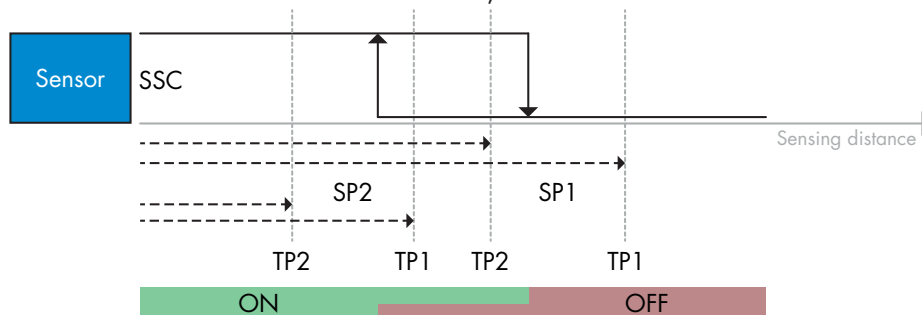 Sensor
SSC
Sensing distance
SP2
SP1
TP2
TP1
TP2
TP1
ON
OFF